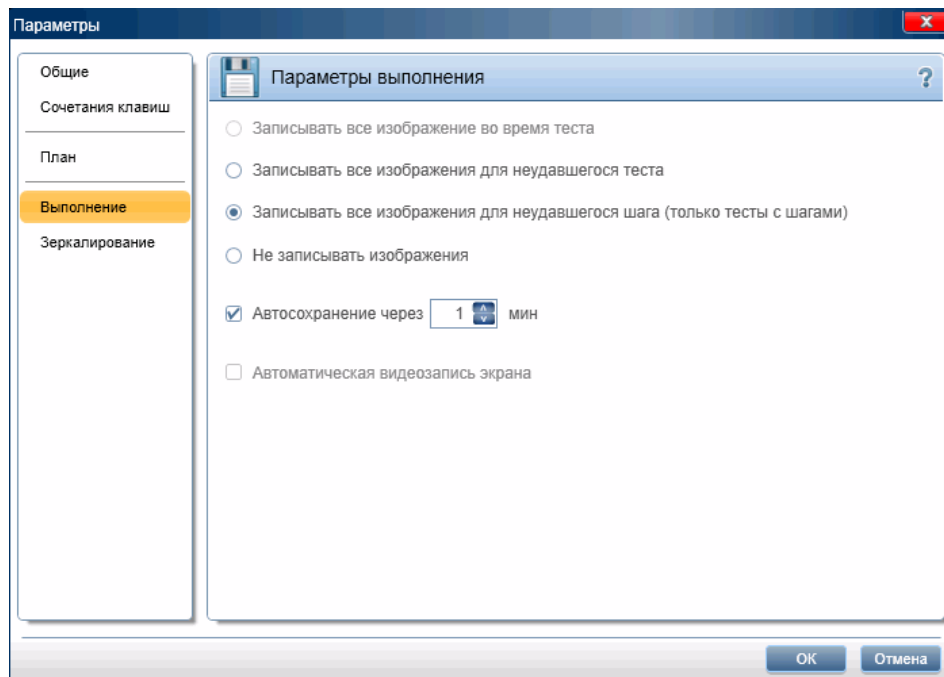 Параметры
Общие
Сочетания клавиш
План
Выполнение
Зеркалирование
Параметры выполнения
?
Записывать все изображение во время теста
Записывать все изображения для неудавшегося теста
Записывать все изображения для неудавшегося шага (только тесты с шагами)
Не записывать изображения
Автосохранение через 1 мин
Автоматическая видеозапись экрана
ОК Отмена